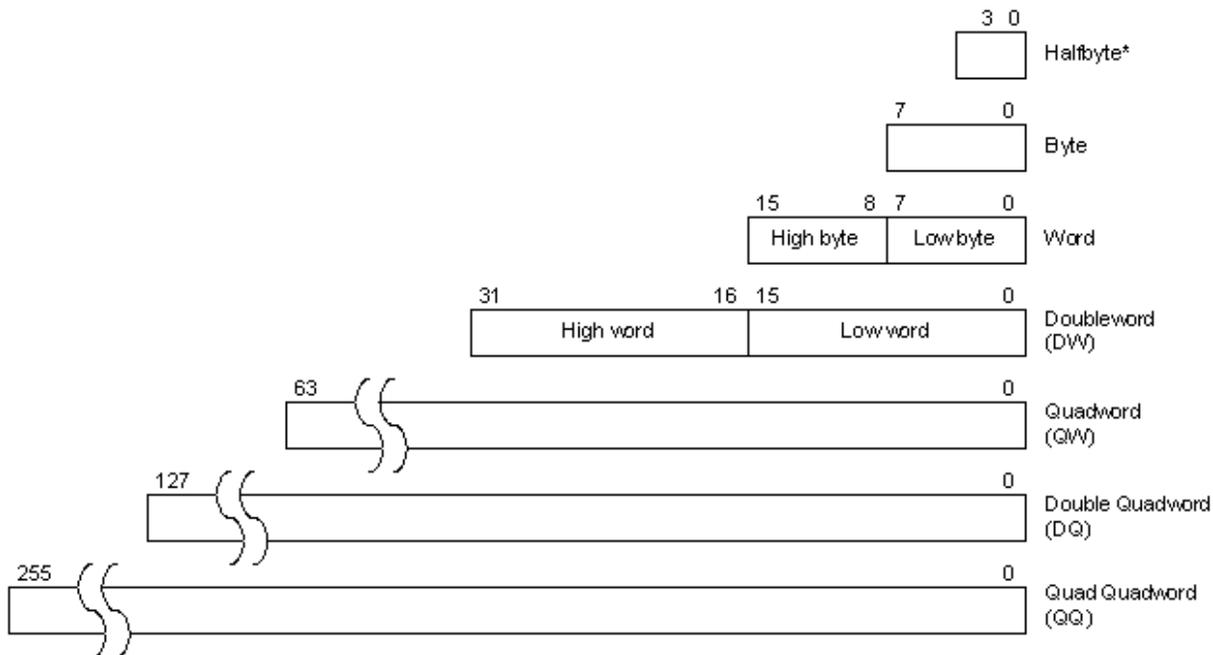 3 0
Halfbyte*
7 0
Byte
15 8 7 0
High byte Low byte Word
31 16 15 0
High word Low word Doubleword
(DW)
63 0
Quadword
(QW)
127 0
Double Quadword
(DQ)
255 0
Quad Quadword
(QQ)